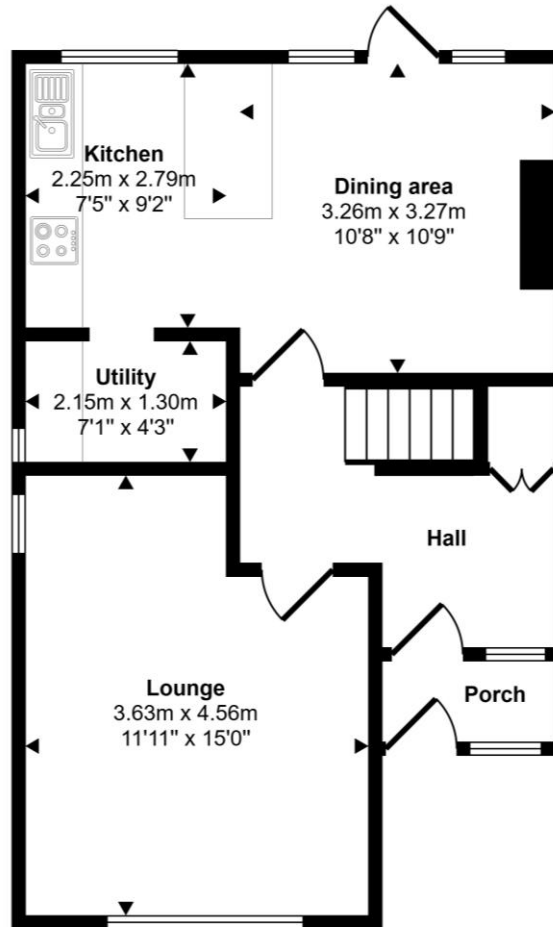 Kitchen
2.25m x 2.79m
7'5" x 9'2"
Dining area
3.26m x 3.27m
10'8" x 10'9"
Utility
2.15m x 1.30m
7'1" x 4'3"
Hall
Lounge
3.63m x 4.56m
11'11" x 15'0"
Porch